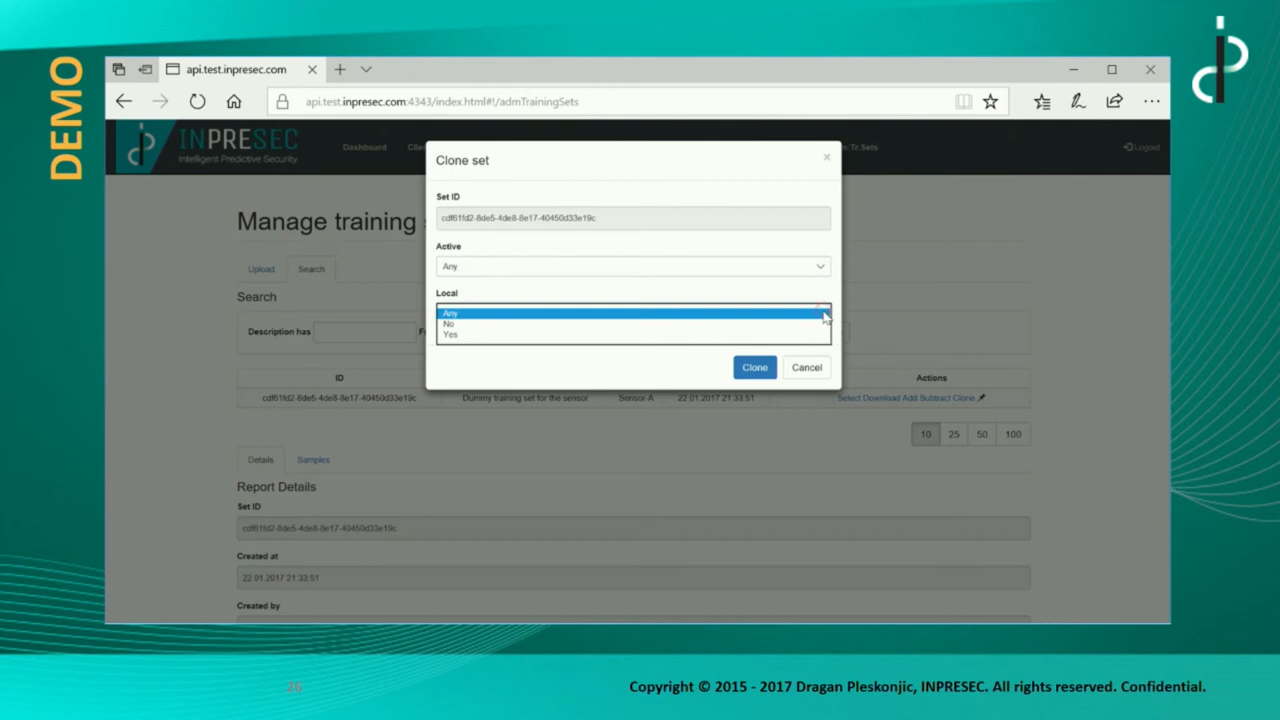 DEMO
api.test.inpresec.com
api.test.inpresec.com:4343/index.html#!/admTrainingSets
INPRESEC
Intelligent Predictive Security
Dashboard
Tr.Sets
Logout
Clone set
×
Set ID
cdf61fd2-8de5-4de8-8e17-40450d33e19c
Active
Any
Local
Any
No
Yes
Clone
Cancel
Manage training
Upload
Search
Search
Description has
ID
Actions
cdf61fd2-8de5-4de8-8e17-40450d33e19c
Dummy training set for the sensor
Sensor-A
22.01.2017 21:33:51
Select Download Add Subtract Clone
10
25
50
100
Details
Samples
Report Details
Set ID
cdf61fd2-8de5-4de8-8e17-40450d33e19c
Created at
22.01.2017 21:33:51
Created by
26
Copyright © 2015 - 2017 Dragan Pleskonjic, INPRESEC. All rights reserved. Confidential.